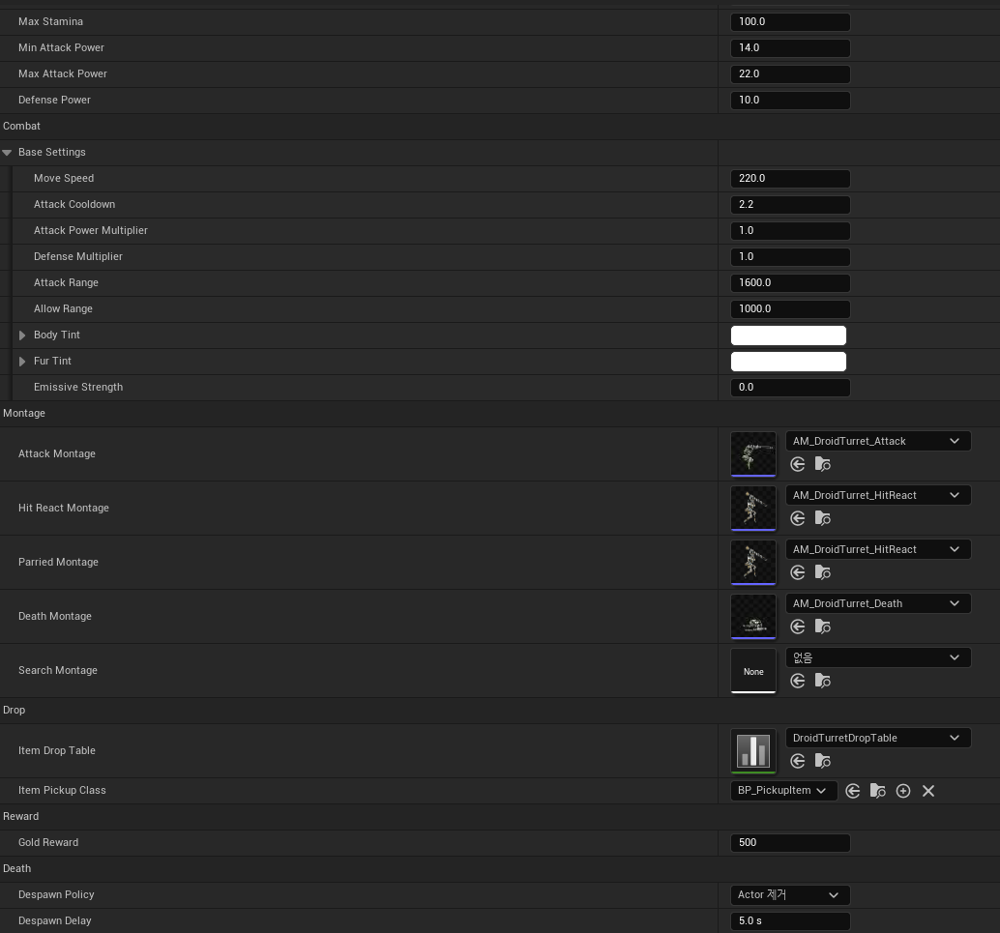 Max Stamina 100.0
Min Attack Power 14.0
Max Attack Power 22.0
Defense Power 10.0
Combat
Base Settings
Move Speed 220.0
Attack Cooldown 2.2
Attack Power Multiplier 1.0
Defense Multiplier 1.0
Attack Range 1600.0
Allow Range 1000.0
Body Tint
Fur Tint
Emissive Strength 0.0
Montage
Attack Montage AM_DroidTurret_Attack
Hit React Montage AM_DroidTurret_HitReact
Parried Montage AM_DroidTurret_HitReact
Death Montage AM_DroidTurret_Death
Search Montage None 없음
Drop
Item Drop Table DroidTurretDropTable
Item Pickup Class BP_PickupItem
Reward
Gold Reward 500
Death
Despawn Policy Actor 제거
Despawn Delay 5.0 s